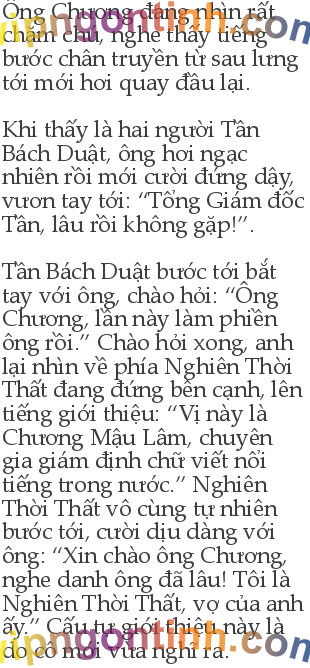 Ông Chương đang nhìn rất
chăm chú, nghe thấy tiếng
bước chân truyền từ sau lưng
tới mới hơi quay đầu lại.
Khi thấy là hai người Tần
Bách Duật, ông hơi ngạc
nhiên rồi mới cười đứng dậy,
vươn tay tới: “Tổng Giám đốc
Tần, lâu rồi không gặp!”.
Tần Bách Duật bước tới bắt
tay với ông, chào hỏi: “Ông
Chương, lần này làm phiền
ông rồi.” Chào hỏi xong, anh
lại nhìn về phía Nghiên Thời
Thất đang đứng bên cạnh, lên
tiếng giới thiệu: “Vị này là
Chương Mậu Lâm, chuyên
gia giám định chữ viết nổi
tiếng trong nước.” Nghiên
Thời Thất vô cùng tự nhiên
bước tới, cười dịu dàng với
ông: “Xin chào ông Chương,
nghe danh ông đã lâu! Tôi là
Nghiên Thời Thất, vợ của anh
ấy.” Câu tự giới thiệu này là
do cô mới vừa nghĩ ra.
vipngontinh.com
vipngontinh.com